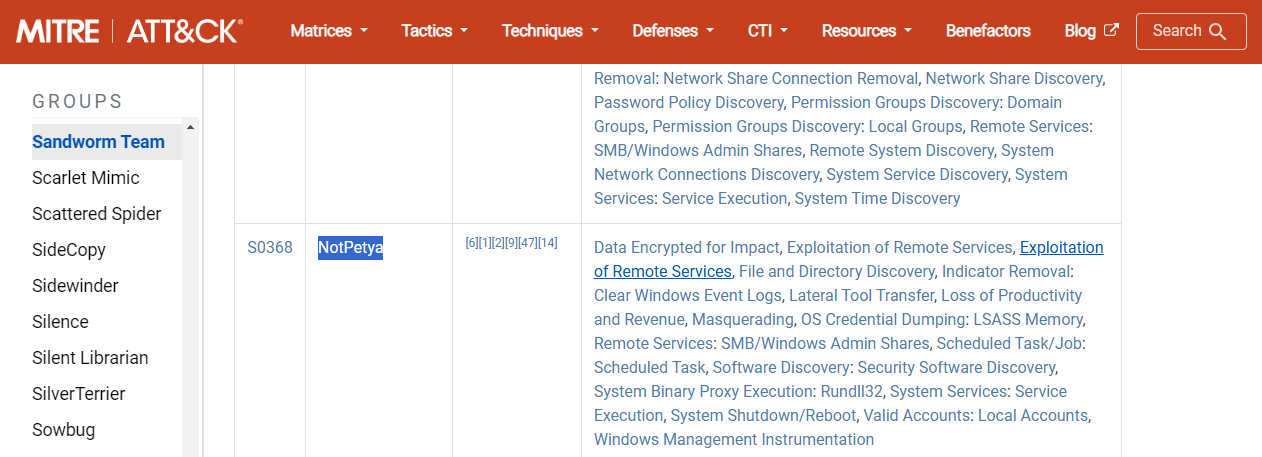 MITRE | ATT&CK®
Matrices
Tactics
Techniques
Defenses
CTI
Resources
Benefactors
Blog
Search
GROUPS
Sandworm Team
Scarlet Mimic
Scattered Spider
SideCopy
Sidewinder
Silence
Silent Librarian
SilverTerrier
Sowbug
Removal: Network Share Connection Removal, Network Share Discovery,
Password Policy Discovery, Permission Groups Discovery: Domain
Groups, Permission Groups Discovery: Local Groups, Remote Services:
SMB/Windows Admin Shares, Remote System Discovery, System
Network Connections Discovery, System Service Discovery, System
Services: Service Execution, System Time Discovery
S0368
NotPetya
[6][1][2][9][47][14]
Data Encrypted for Impact, Exploitation of Remote Services, Exploitation
of Remote Services, File and Directory Discovery, Indicator Removal:
Clear Windows Event Logs, Lateral Tool Transfer, Loss of Productivity
and Revenue, Masquerading, OS Credential Dumping: LSASS Memory,
Remote Services: SMB/Windows Admin Shares, Scheduled Task/Job:
Scheduled Task, Software Discovery: Security Software Discovery,
System Binary Proxy Execution: Rundll32, System Services: Service
Execution, System Shutdown/Reboot, Valid Accounts: Local Accounts,
Windows Management Instrumentation